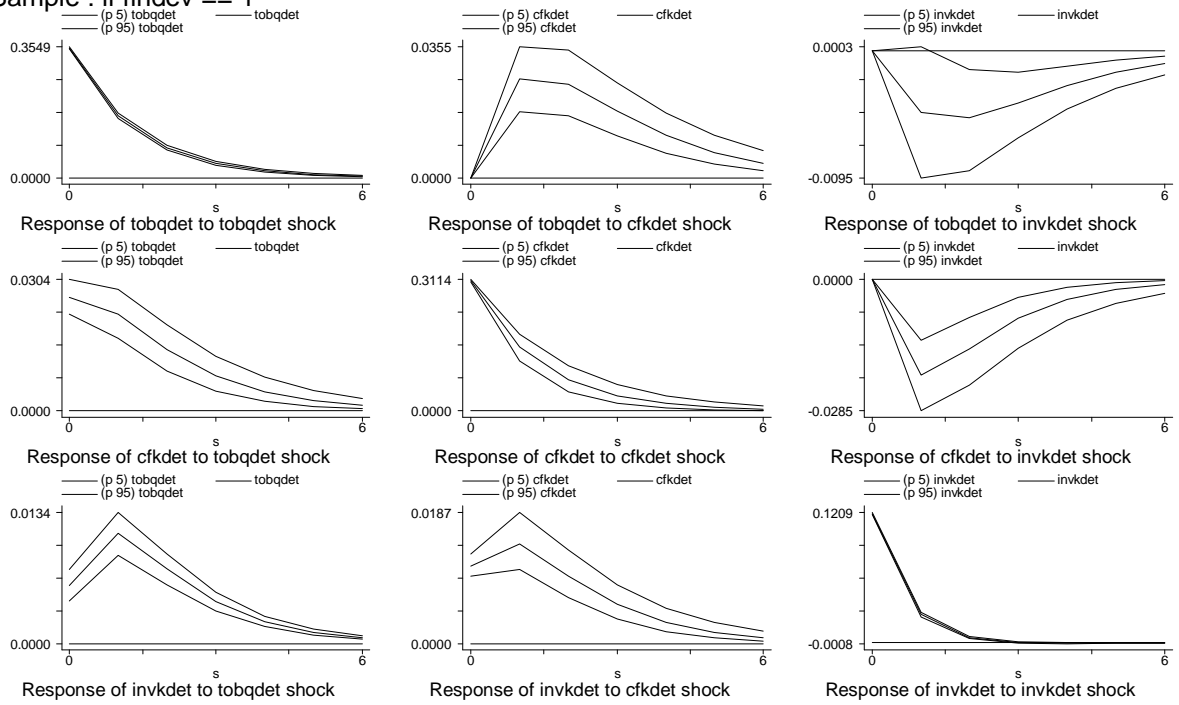 Sample : if findev == 1
(p 5) tobqdet tobqdet
(p 95) tobqdet
0.3549
0.0000
0 6
s
Response of tobqdet to tobqdet shock
(p 5) cfkdet cfkdet
(p 95) cfkdet
0.0355
0.0000
0 6
s
Response of tobqdet to cfkdet shock
(p 5) invkdet invkdet
(p 95) invkdet
0.0003
-0.0095
0 6
s
Response of tobqdet to invkdet shock
(p 5) tobqdet tobqdet
(p 95) tobqdet
0.0304
0.0000
0 6
s
Response of cfkdet to tobqdet shock
(p 5) cfkdet cfkdet
(p 95) cfkdet
0.3114
0.0000
0 6
s
Response of cfkdet to cfkdet shock
(p 5) invkdet invkdet
(p 95) invkdet
0.0000
-0.0285
0 6
s
Response of cfkdet to invkdet shock
(p 5) tobqdet tobqdet
(p 95) tobqdet
0.0134
0.0000
0 6
s
Response of invkdet to tobqdet shock
(p 5) cfkdet cfkdet
(p 95) cfkdet
0.0187
0.0000
0 6
s
Response of invkdet to cfkdet shock
(p 5) invkdet invkdet
(p 95) invkdet
0.1209
-0.0008
0 6
s
Response of invkdet to invkdet shock